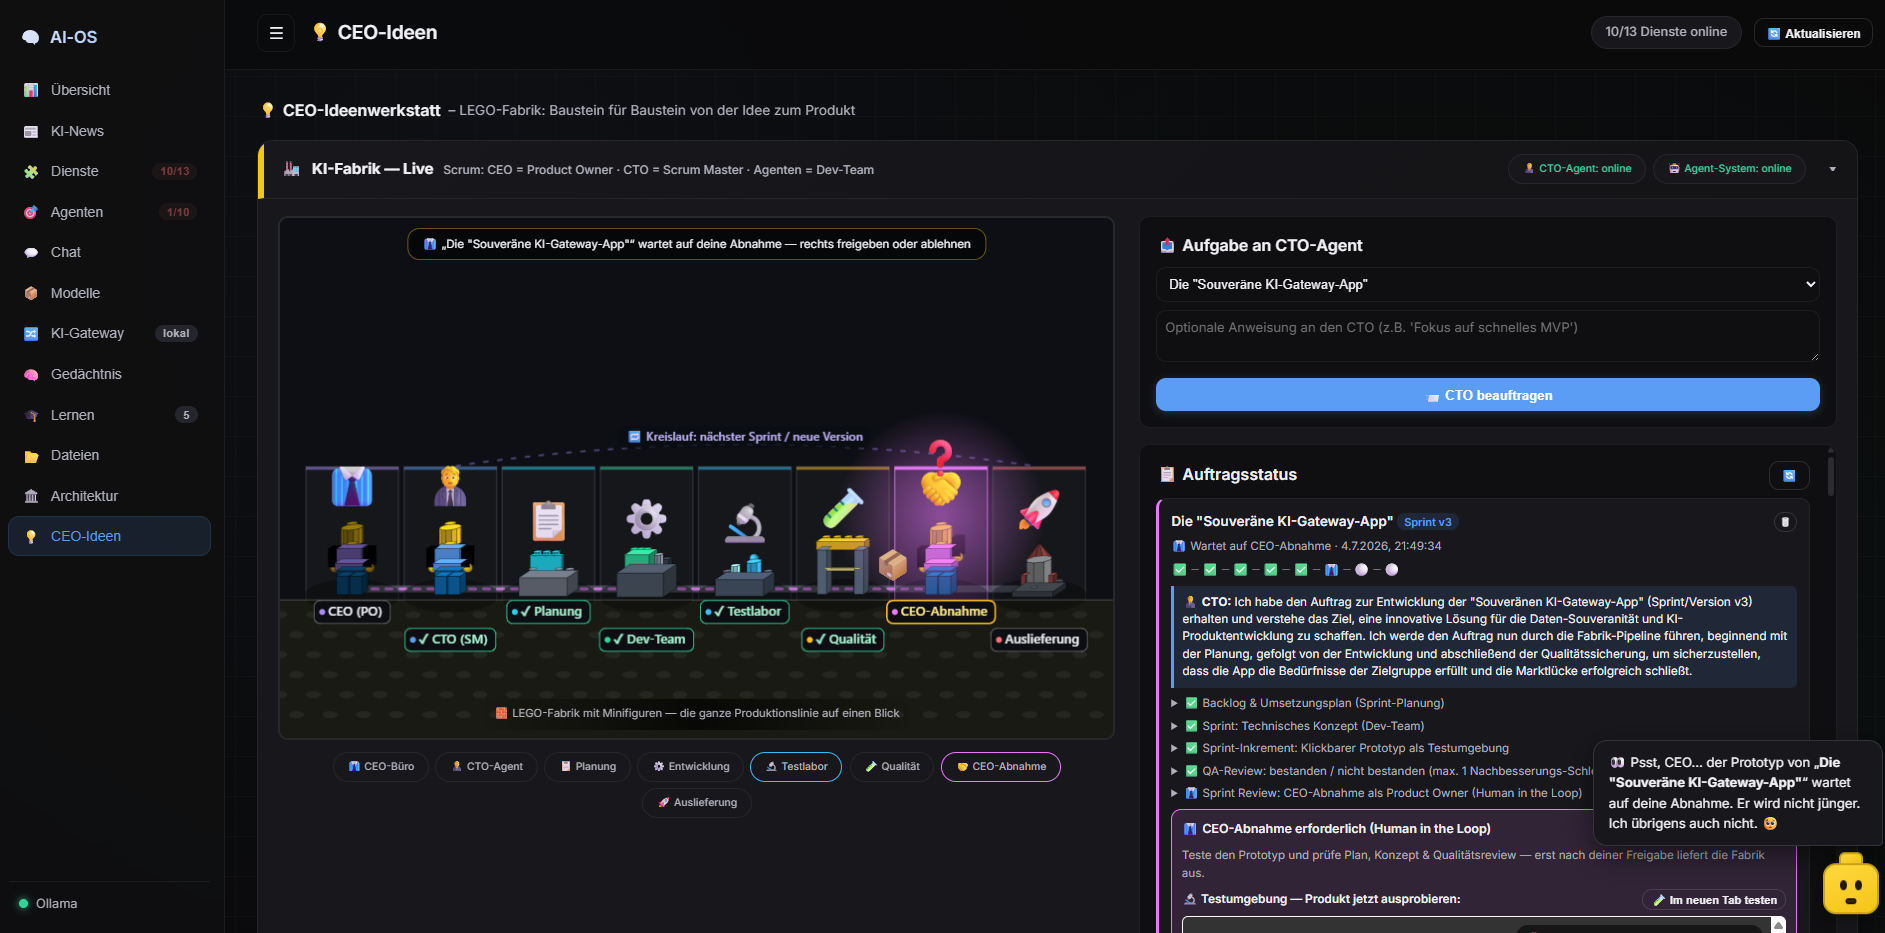 AI-OS
Übersicht
KI-News
Dienste 10/13
Agenten 1/10
Chat
Modelle
KI-Gateway lokal
Gedächtnis
Lernen 5
Dateien
Architektur
CEO-Ideen
Ollama
CEO-Ideen
10/13 Dienste online
Aktualisieren
CEO-Ideenwerkstatt – LEGO-Fabrik: Baustein für Baustein von der Idee zum Produkt
KI-Fabrik — Live Scrum: CEO = Product Owner · CTO = Scrum Master · Agenten = Dev-Team
CTO-Agent: online
Agent-System: online
„Die "Souveräne KI-Gateway-App"“ wartet auf deine Abnahme — rechts freigeben oder ablehnen
Kreislauf: nächster Sprint / neue Version
CEO (PO)
✓ CTO (SM)
✓ Planung
✓ Dev-Team
✓ Testlabor
✓ Qualität
CEO-Abnahme
Auslieferung
LEGO-Fabrik mit Minifiguren — die ganze Produktionslinie auf einen Blick
CEO-Büro
CTO-Agent
Planung
Entwicklung
Testlabor
Qualität
CEO-Abnahme
Auslieferung
Aufgabe an CTO-Agent
Die "Souveräne KI-Gateway-App"
Optionale Anweisung an den CTO (z.B. 'Fokus auf schnelles MVP')
CTO beauftragen
Auftragsstatus
Die "Souveräne KI-Gateway-App" Sprint v3
Wartet auf CEO-Abnahme · 4.7.2026, 21:49:34
CTO: Ich habe den Auftrag zur Entwicklung der "Souveränen KI-Gateway-App" (Sprint/Version v3)
erhalten und verstehe das Ziel, eine innovative Lösung für die Daten-Souveranität und KI-
Produktentwicklung zu schaffen. Ich werde den Auftrag nun durch die Fabrik-Pipeline führen, beginnend mit
der Planung, gefolgt von der Entwicklung und abschließend der Qualitätssicherung, um sicherzustellen,
dass die App die Bedürfnisse der Zielgruppe erfüllt und die Marktlücke erfolgreich schließt.
Backlog & Umsetzungsplan (Sprint-Planung)
Sprint: Technisches Konzept (Dev-Team)
Sprint-Inkrement: Klickbarer Prototyp als Testumgebung
QA-Review: bestanden / nicht bestanden (max. 1 Nachbesserungs-Schl
Sprint Review: CEO-Abnahme als Product Owner (Human in the Loop)
CEO-Abnahme erforderlich (Human in the Loop)
Teste den Prototyp und prüfe Plan, Konzept & Qualitätsreview — erst nach deiner Freigabe liefert die Fabrik
aus.
Testumgebung — Produkt jetzt ausprobieren:
Im neuen Tab testen
Psst, CEO... der Prototyp von „Die
"Souveräne KI-Gateway-App"“ wartet
auf deine Abnahme. Er wird nicht jünger.
Ich übrigens auch nicht.